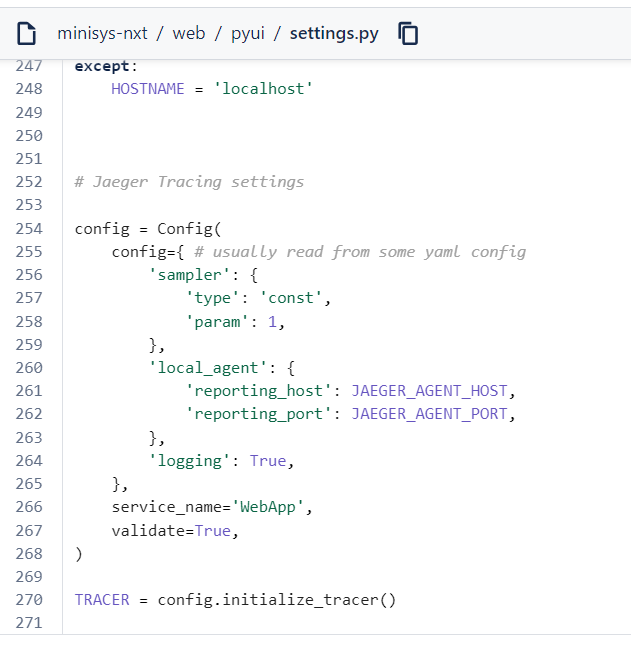 minisys-nxt / web / pyui / settings.py
247 except:
248     HOSTNAME = 'localhost'
249
250
251
252 # Jaeger Tracing settings
253
254 config = Config(
255     config={ # usually read from some yaml config
256         'sampler': {
257             'type': 'const',
258             'param': 1,
259         },
260         'local_agent': {
261             'reporting_host': JAEGER_AGENT_HOST,
262             'reporting_port': JAEGER_AGENT_PORT,
263         },
264         'logging': True,
265     },
266     service_name='WebApp',
267     validate=True,
268 )
269
270 TRACER = config.initialize_tracer()
271